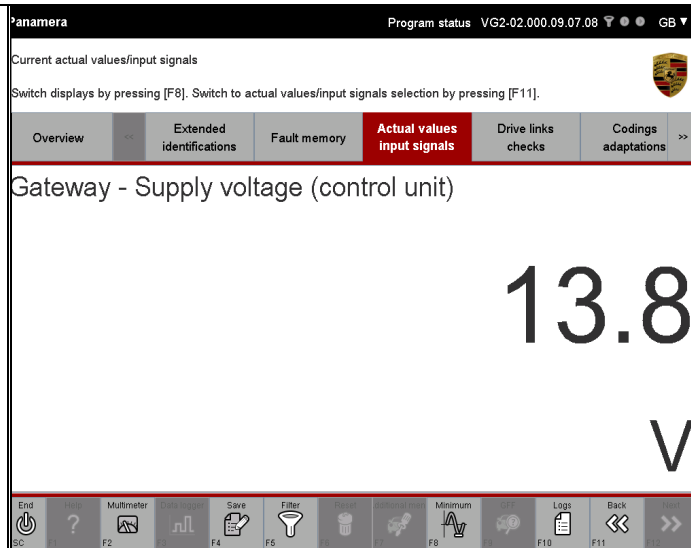 Panamera Program status VG2-02.000.09.07.08 GB
Current actual values/input signals
Switch displays by pressing [F8]. Switch to actual values/input signals selection by pressing [F11].
Overview << Extended identifications Fault memory Actual values input signals Drive links checks Codings adaptations >>
Gateway - Supply voltage (control unit)
13.8
V
End Help Multimeter Data logger Save Filter Reset Minimum GFF Logs Back Next
SC F1 F2 F3 F4 F5 F6 F7 F8 F9 F10 F11 F12